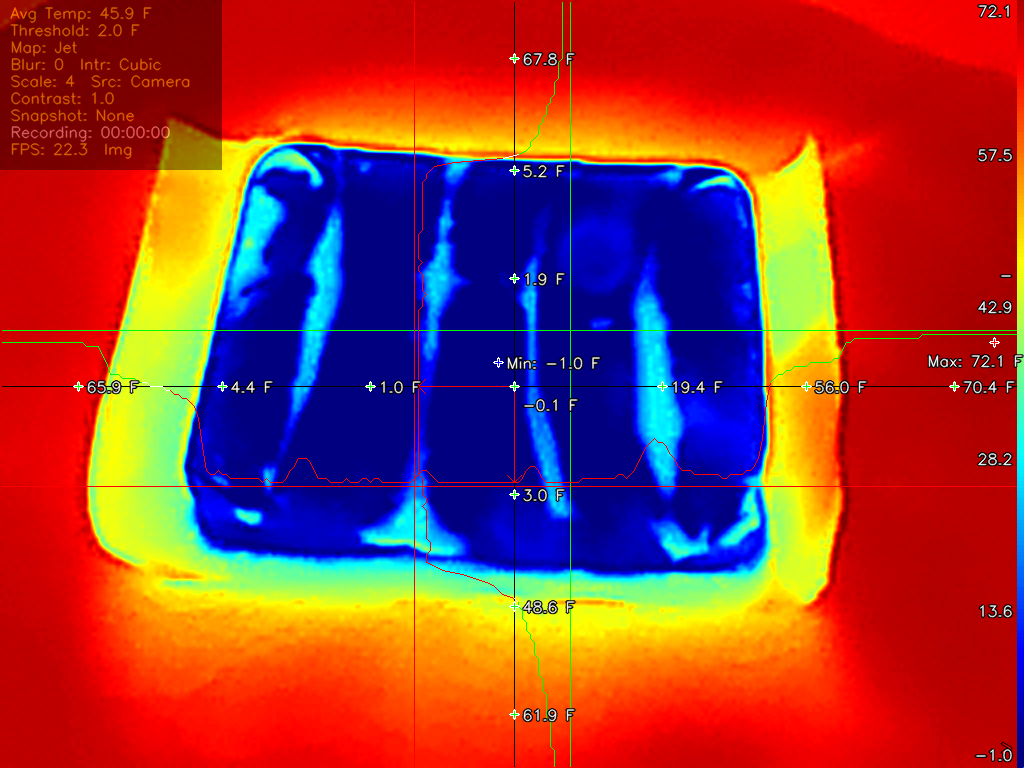 Avg Temp: 45.9 F
Threshold: 2.0 F
Map: Jet
Blur: 0 Intr: Cubic
Scale: 4 Src: Camera
Contrast: 1.0
Snapshot: None
Recording: 00:00:00
FPS: 22.3 Img
72.1
67.8 F
57.5
5.2 F
1.9 F
42.9
Min: -1.0 F
Max: 72.1 F
65.9 F
4.4 F
1.0 F
-0.1 F
19.4 F
56.0 F
70.4 F
28.2
3.0 F
48.6 F
13.6
61.9 F
-1.0